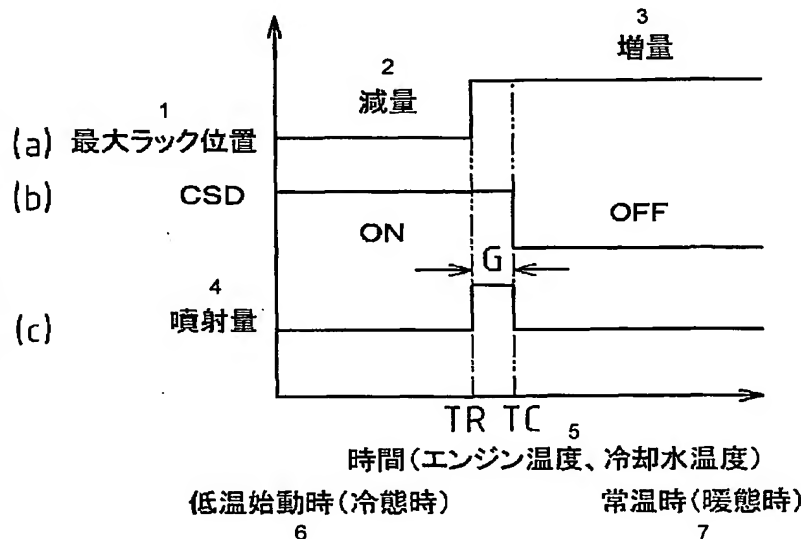 3
増量
2
減量
1
(a) 最大ラック位置
(b) CSD
ON OFF
G
4
(c) 噴射量
TR TC
5
時間(エンジン温度、冷却水温度)
低温始動時(冷態時) 常温時(暖態時)
6 7